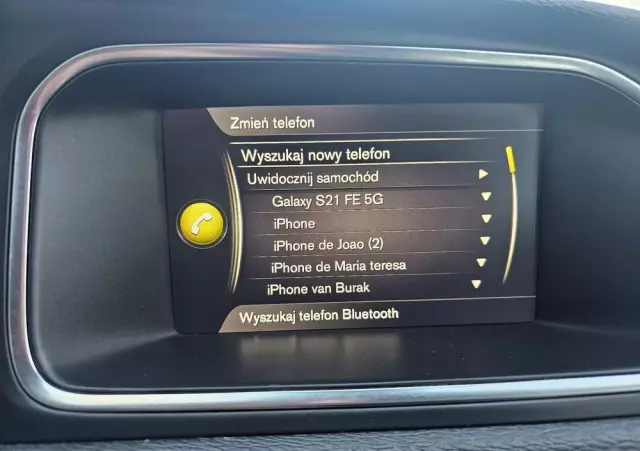 Zmień telefon
Wyszukaj nowy telefon
Uwidocznij samochód
Galaxy S21 FE 5G
iPhone
iPhone de Joao (2)
iPhone de Maria teresa
iPhone van Burak
Wyszukaj telefon Bluetooth